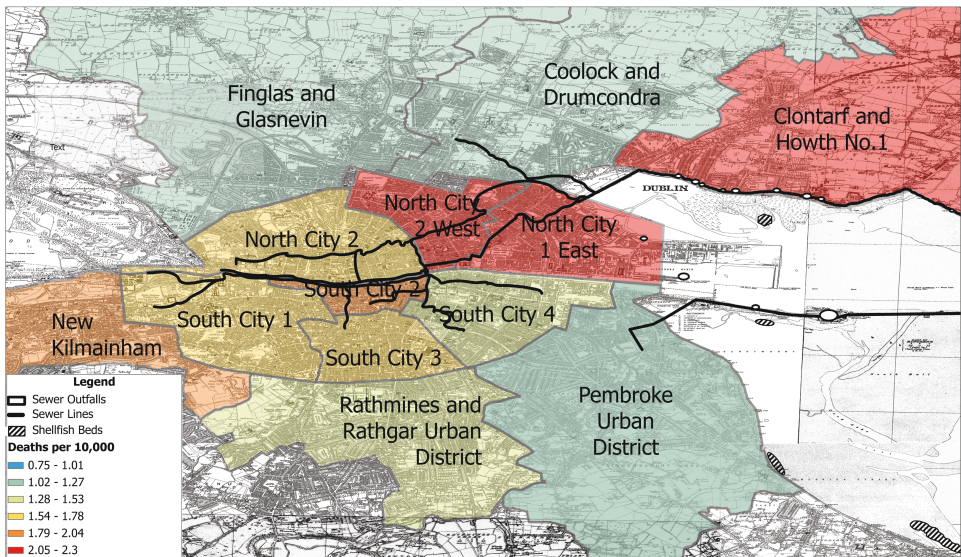 Finglas and
Glasnevin
Coolock and
Drumcondra
Clontarf and
Howth No.1
Text
DUBLIN
North City
2 West
North City
1 East
North City 2
South City 2
South City 1
South City 4
South City 3
New
Kilmainham
Rathmines and
Rathgar Urban
District
Pembroke
Urban
District
Legend
Sewer Outfalls
Sewer Lines
Shellfish Beds
Deaths per 10,000
0.75 - 1.01
1.02 - 1.27
1.28 - 1.53
1.54 - 1.78
1.79 - 2.04
2.05 - 2.3